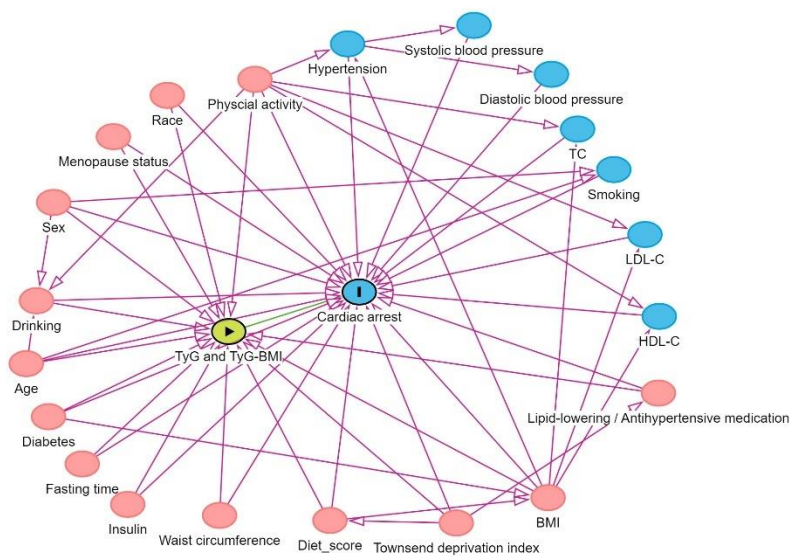 Systolic blood pressure
Hypertension
Diastolic blood pressure
Physcial activity
Race
TC
Menopause status
Smoking
Sex
LDL-C
Drinking
Cardiac arrest
HDL-C
TyG and TyG-BMI
Age
Lipid-lowering / Antihypertensive medication
Diabetes
Fasting time
Insulin
Waist circumference
Diet_score
Townsend deprivation index
BMI